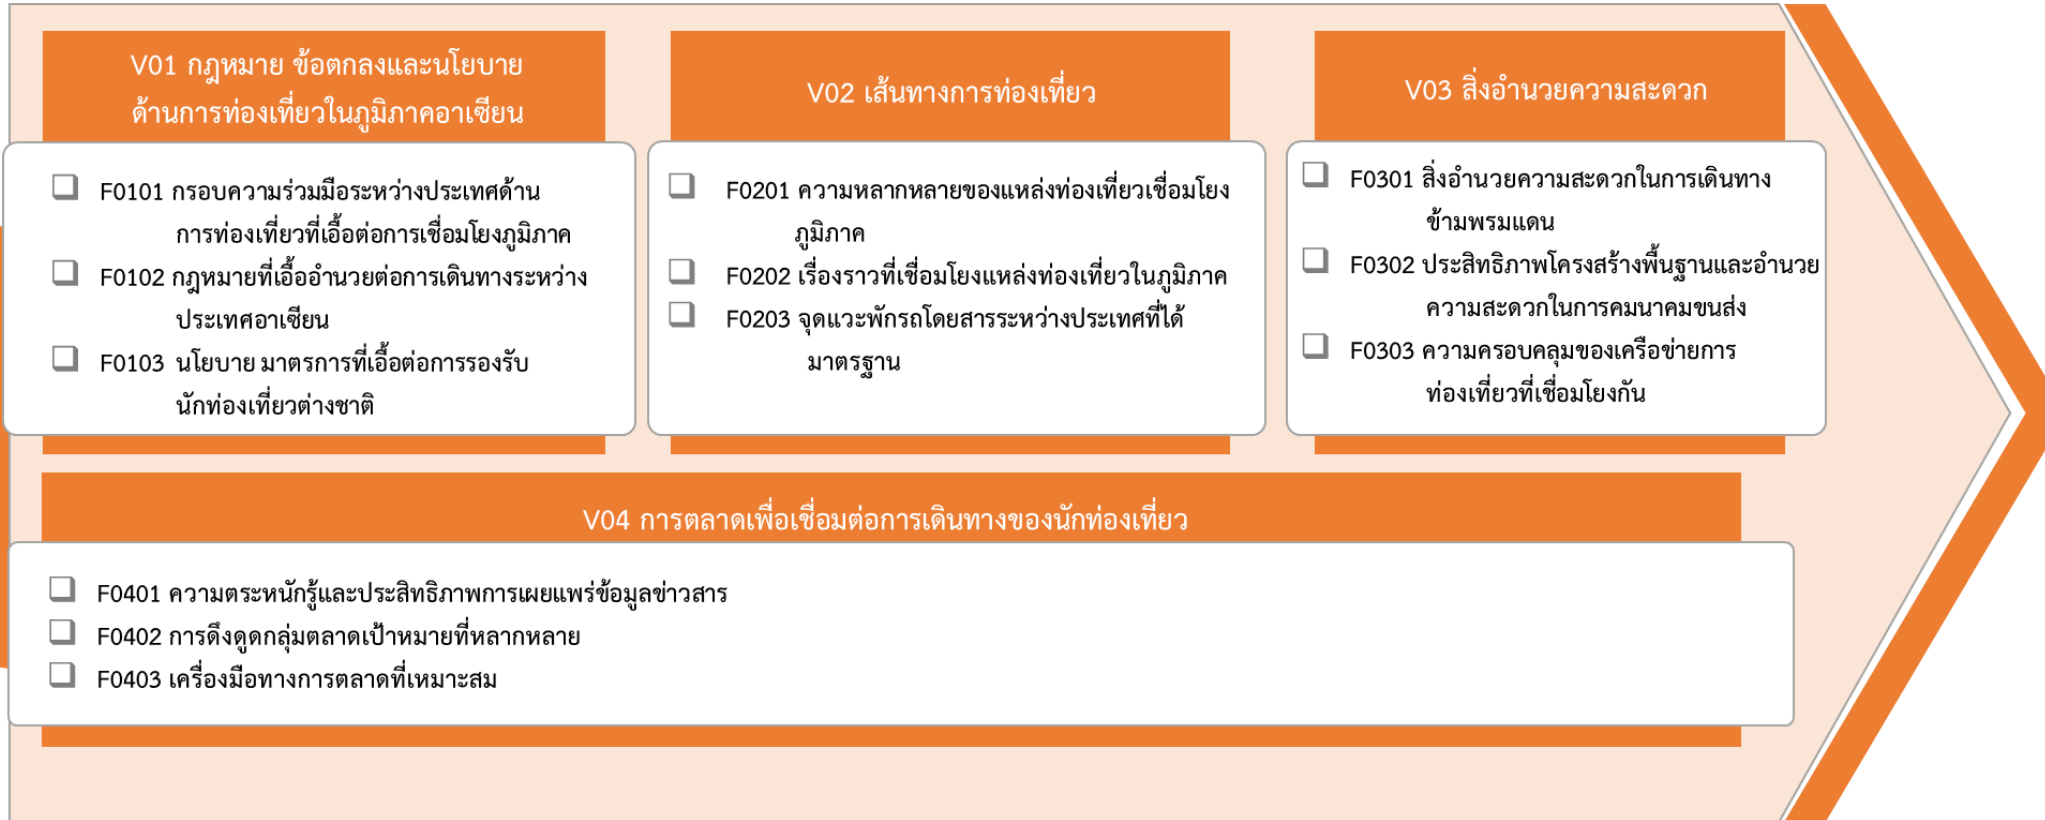 V01 กฎหมาย ข้อตกลงและนโยบาย
ด้านการท่องเที่ยวในภูมิภาคอาเซียน
F0101 กรอบความร่วมมือระหว่างประเทศด้าน
การท่องเที่ยวที่เอื้อต่อการเชื่อมโยงภูมิภาค
F0102 กฎหมายที่เอื้ออำนวยต่อการเดินทางระหว่าง
ประเทศอาเซียน
F0103 นโยบาย มาตรการที่เอื้อต่อการรองรับ
นักท่องเที่ยวต่างชาติ
V02 เส้นทางการท่องเที่ยว
F0201 ความหลากหลายของแหล่งท่องเที่ยวเชื่อมโยง
ภูมิภาค
F0202 เรื่องราวที่เชื่อมโยงแหล่งท่องเที่ยวในภูมิภาค
F0203 จุดแวะพักรถโดยสารระหว่างประเทศที่ได้
มาตรฐาน
V03 สิ่งอำนวยความสะดวก
F0301 สิ่งอำนวยความสะดวกในการเดินทาง
ข้ามพรมแดน
F0302 ประสิทธิภาพโครงสร้างพื้นฐานและอำนวย
ความสะดวกในการคมนาคมขนส่ง
F0303 ความครอบคลุมของเครือข่ายการ
ท่องเที่ยวที่เชื่อมโยงกัน
V04 การตลาดเพื่อเชื่อมต่อการเดินทางของนักท่องเที่ยว
F0401 ความตระหนักรู้และประสิทธิภาพการเผยแพร่ข้อมูลข่าวสาร
F0402 การดึงดูดกลุ่มตลาดเป้าหมายที่หลากหลาย
F0403 เครื่องมือทางการตลาดที่เหมาะสม